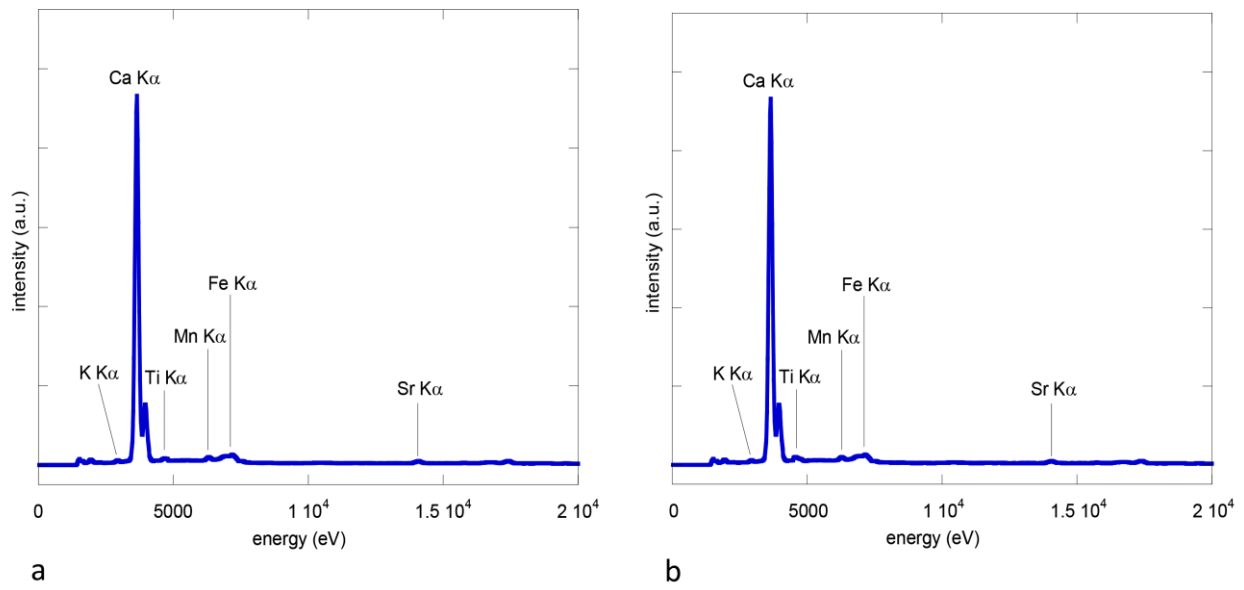 Ca Kα
Fe Kα
Mn Kα
K Kα
Ti Kα
Sr Kα
intensity (a.u.)
0
5000
1 10⁴
1.5 10⁴
2 10⁴
energy (eV)
a
Ca Kα
Fe Kα
Mn Kα
K Kα
Ti Kα
Sr Kα
intensity (a.u.)
0
5000
1 10⁴
1.5 10⁴
2 10⁴
energy (eV)
b